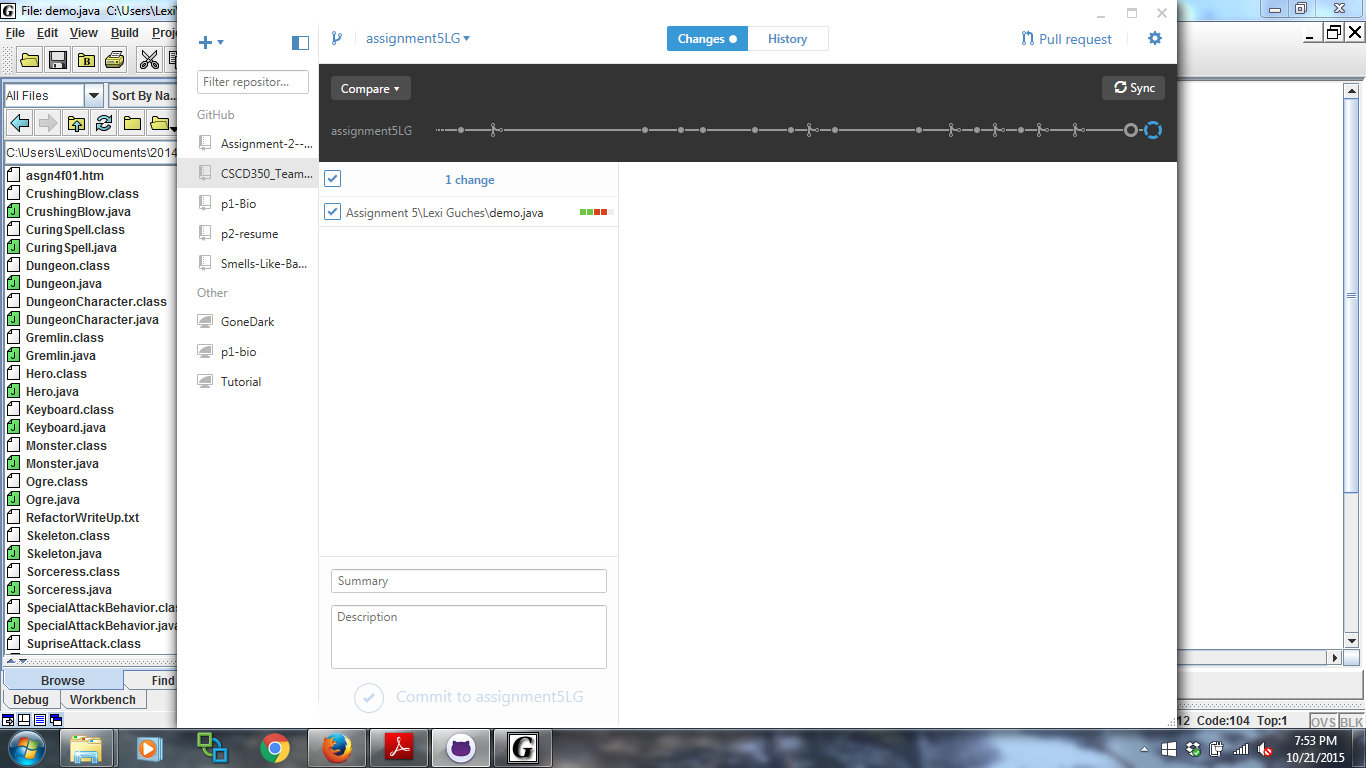 File: demo.java C:\Users\Lexi\
File Edit View Build Proj
All Files
Sort By Na...
C:\Users\Lexi\Documents\2014
asgn4f01.htm
CrushingBlow.class
CrushingBlow.java
CuringSpell.class
CuringSpell.java
Dungeon.class
Dungeon.java
DungeonCharacter.class
DungeonCharacter.java
Gremlin.class
Gremlin.java
Hero.class
Hero.java
Keyboard.class
Keyboard.java
Monster.class
Monster.java
Ogre.class
Ogre.java
RefactorWriteUp.txt
Skeleton.class
Skeleton.java
Sorceress.class
Sorceress.java
SpecialAttackBehavior.clas
SpecialAttackBehavior.java
SupriseAttack.class
Browse Find
Debug Workbench
Filter repositor...
GitHub
Assignment-2--...
CSCD350_Team...
p1-Bio
p2-resume
Smells-Like-Ba...
Other
GoneDark
p1-bio
Tutorial
assignment5LG
Changes
History
Pull request
Compare
Sync
assignment5LG
1 change
Assignment 5\Lexi Guches\demo.java
Summary
Description
Commit to assignment5LG
12 Code:104 Top:1
OVS BLK
7:53 PM
10/21/2015